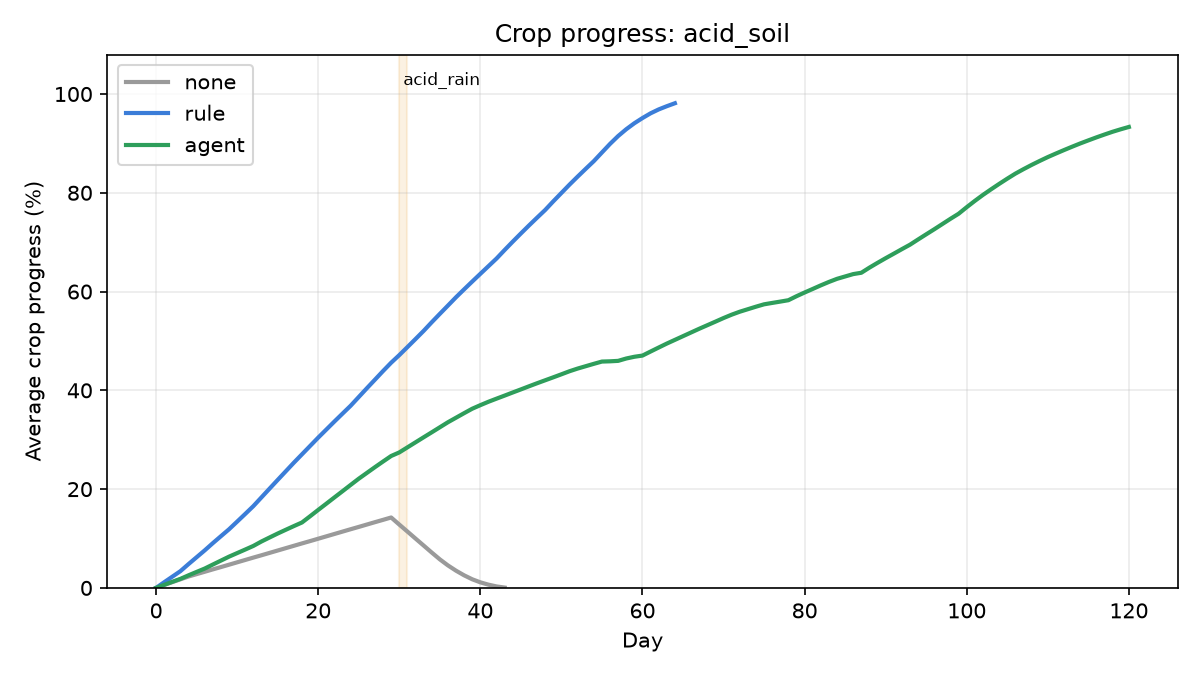 Crop progress: acid_soil
none
rule
agent
acid_rain
Average crop progress (%)
100
80
60
40
20
0
0 20 40 60 80 100 120
Day